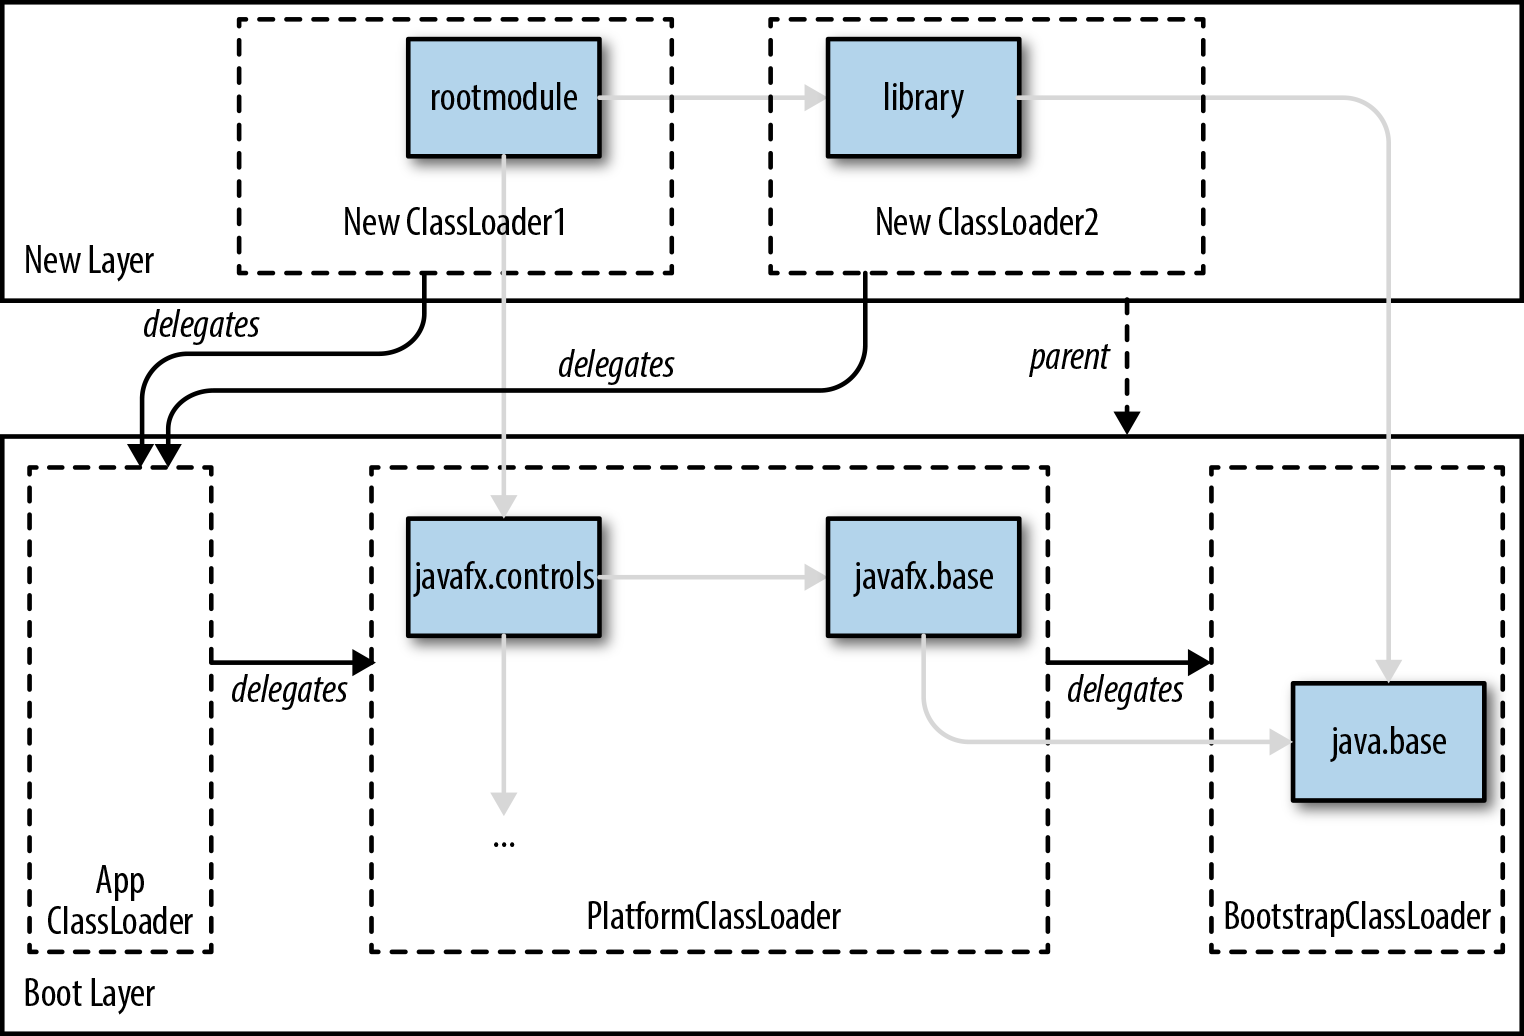 rootmodule
library
New ClassLoader1
New ClassLoader2
New Layer
delegates
delegates
parent
javafx.controls
javafx.base
delegates
delegates
java.base
...
App
ClassLoader
PlatformClassLoader
BootstrapClassLoader
Boot Layer